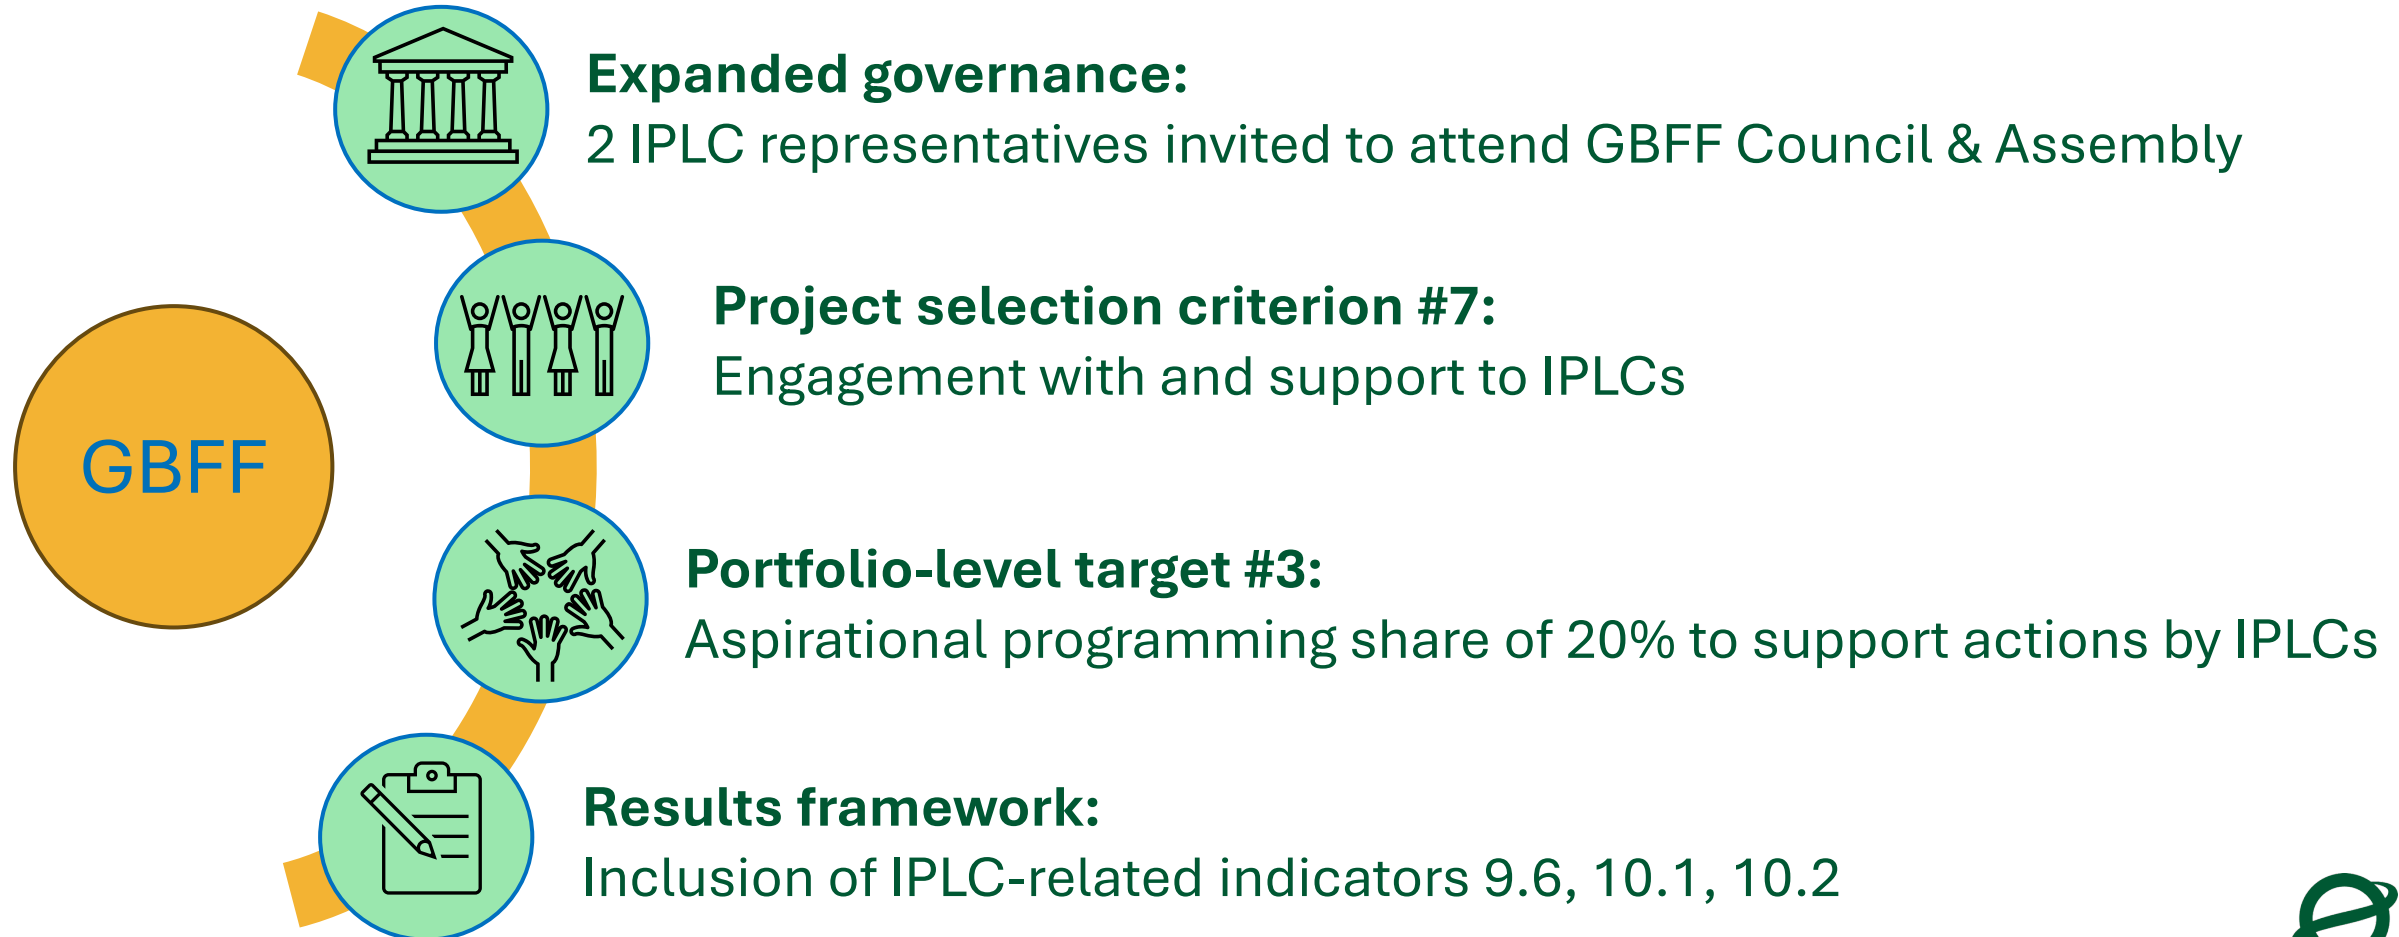 GBFF
Expanded governance:
2 IPLC representatives invited to attend GBFF Council & Assembly
Project selection criterion #7:
Engagement with and support to IPLCs
Portfolio-level target #3:
Aspirational programming share of 20% to support actions by IPLCs
Results framework:
Inclusion of IPLC-related indicators 9.6, 10.1, 10.2